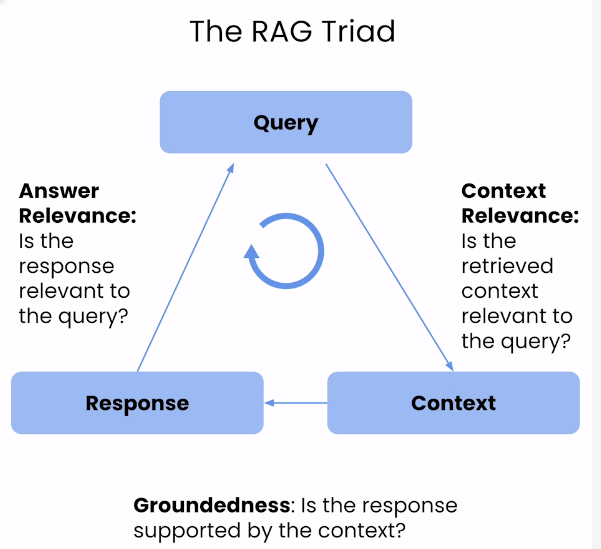 The RAG Triad
Query
Answer
Relevance:
Is the
response
relevant to
the query?
Context
Relevance:
Is the
retrieved
context
relevant to
the query?
Response
Context
Groundedness: Is the response
supported by the context?